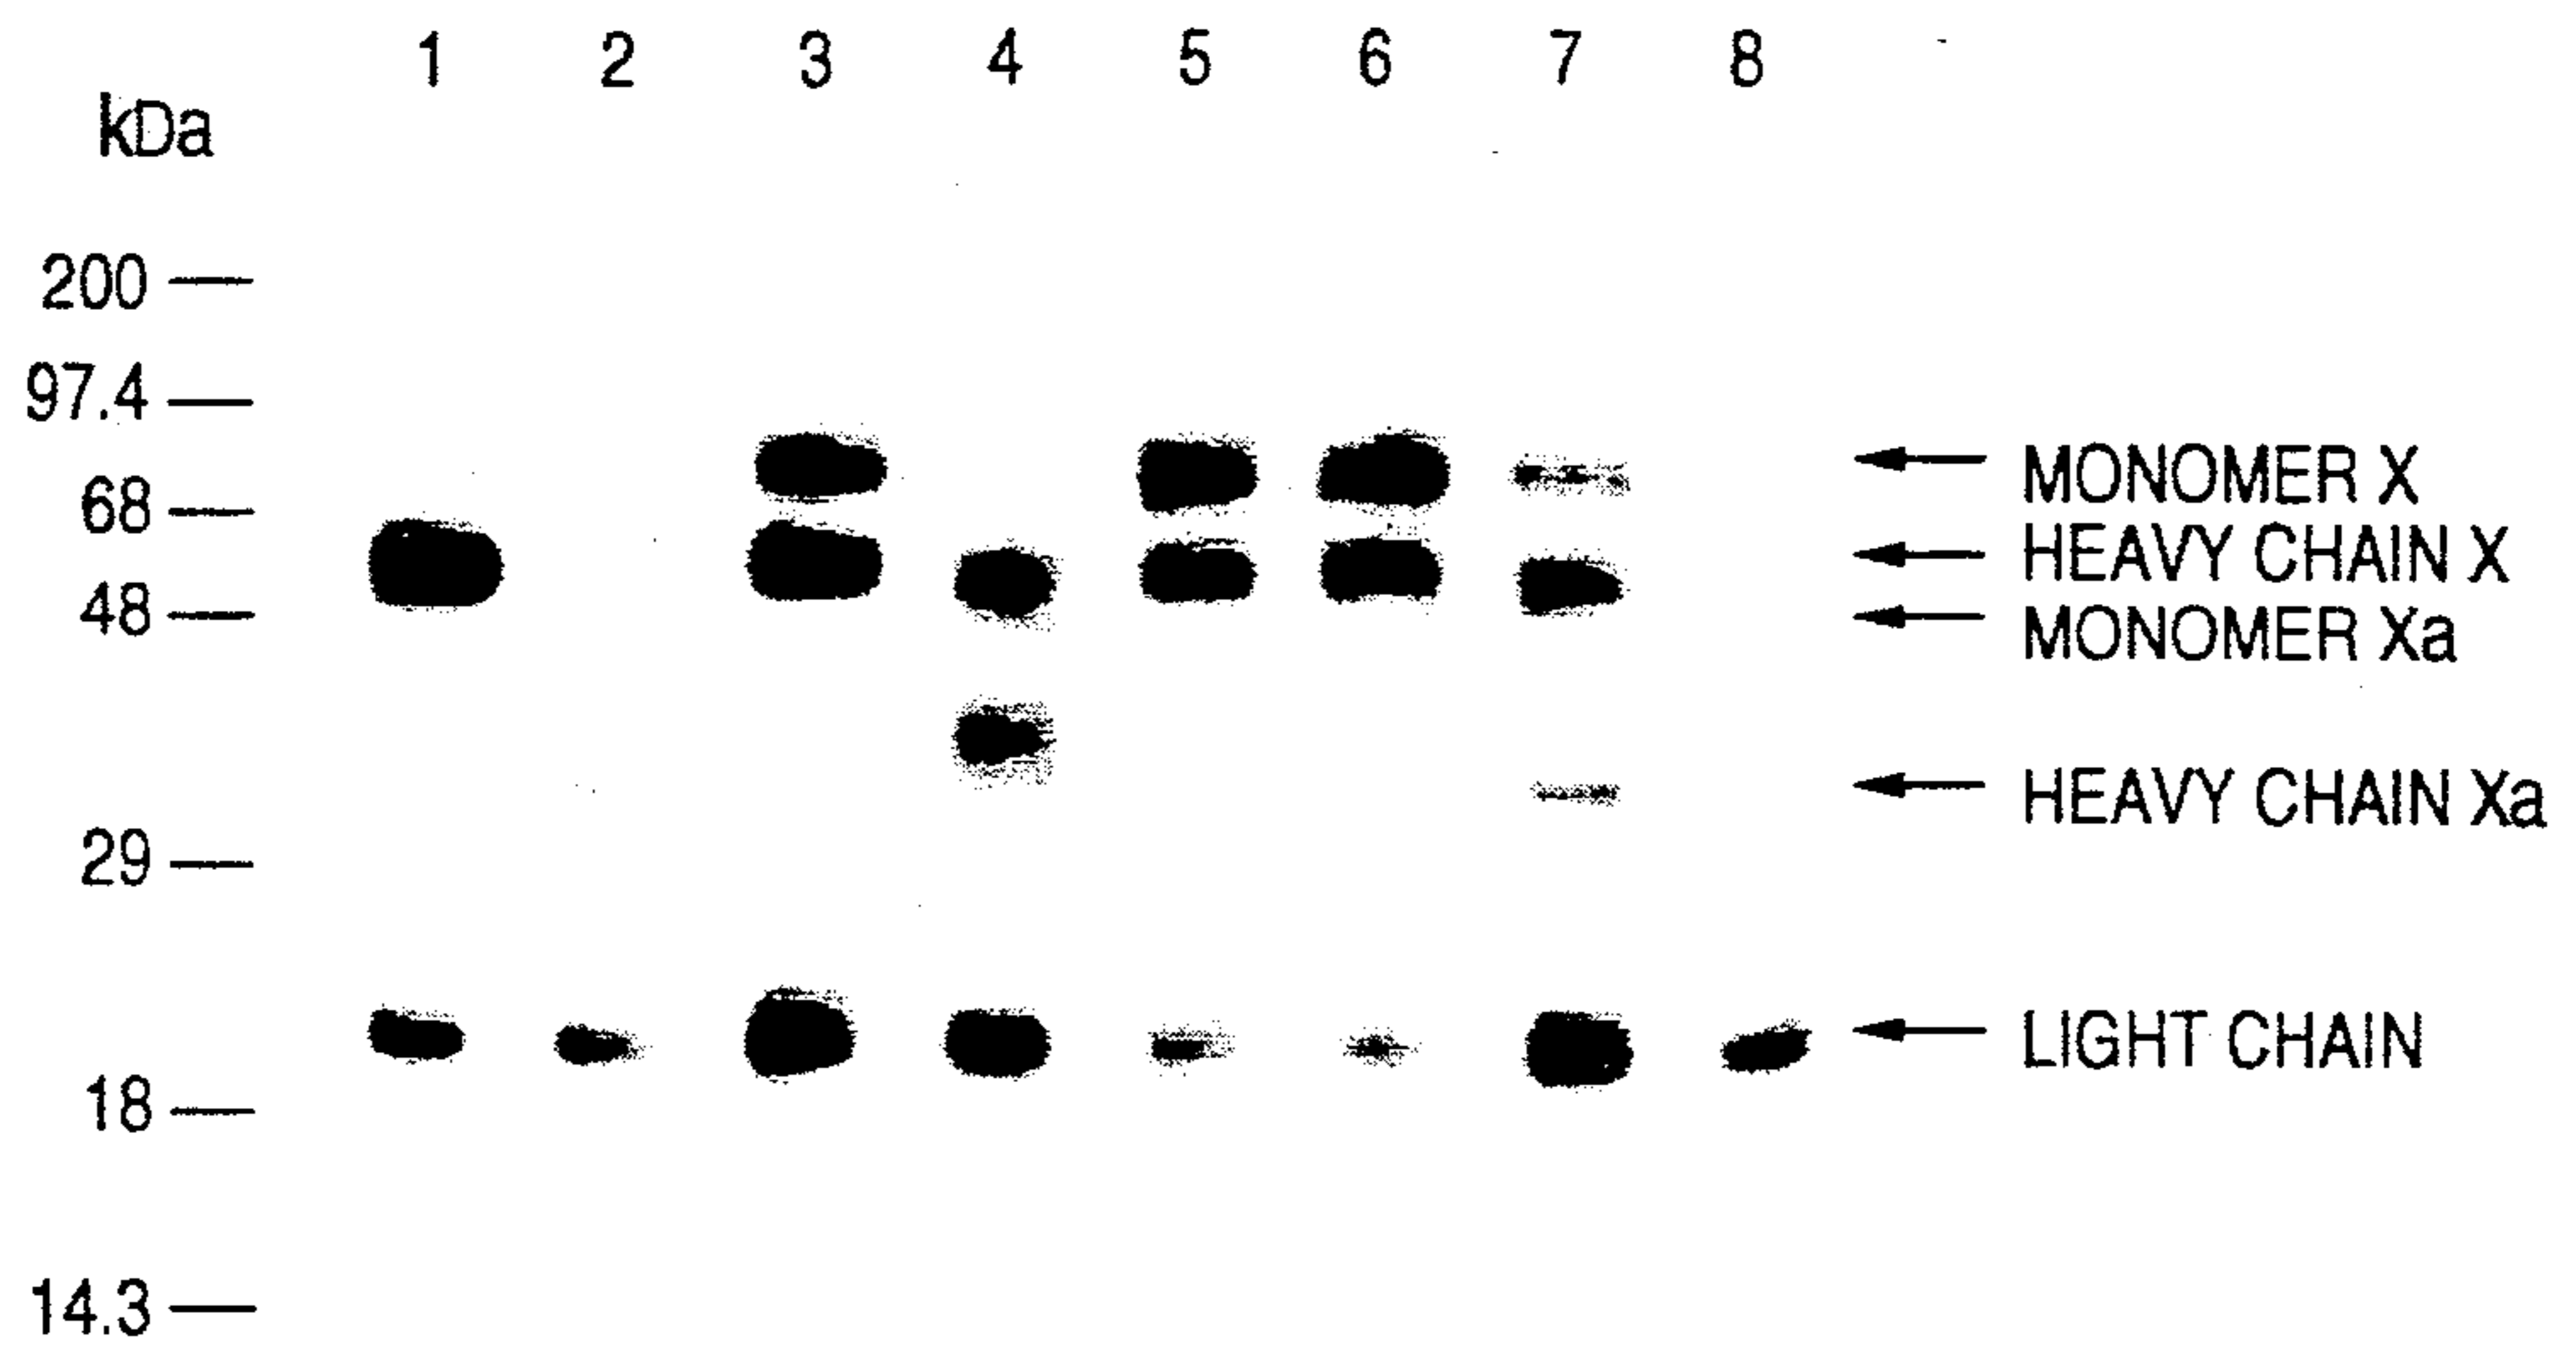 1 2 3 4 5 6 7 8
kDa
200
97.4
68
48
29
18
14.3
MONOMER X
HEAVY CHAIN X
MONOMER Xa
HEAVY CHAIN Xa
LIGHT CHAIN